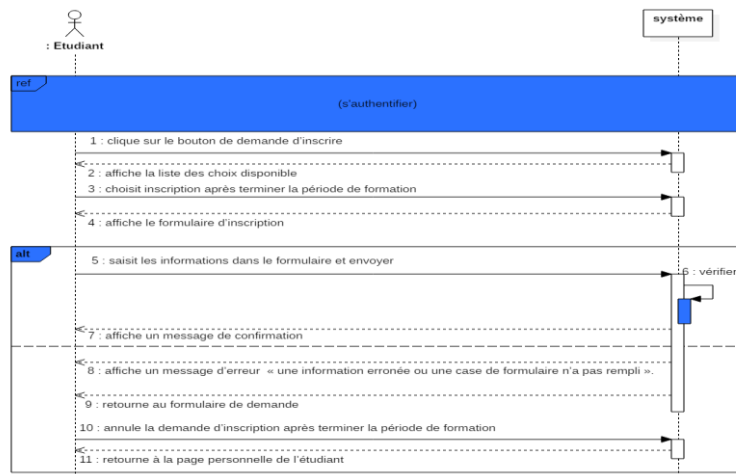 : Etudiant
système
ref
(s'authentifier)
1 : clique sur le bouton de demande d'inscrire
2 : affiche la liste des choix disponible
3 : choisit inscription après terminer la période de formation
4 : affiche le formulaire d'inscription
alt
5 : saisit les informations dans le formulaire et envoyer
6 : vérifier
7 : affiche un message de confirmation
8 : affiche un message d'erreur « une information erronée ou une case de formulaire n'a pas rempli ».
9 : retourne au formulaire de demande
10 : annule la demande d'inscription après terminer la période de formation
11 : retourne à la page personnelle de l'étudiant